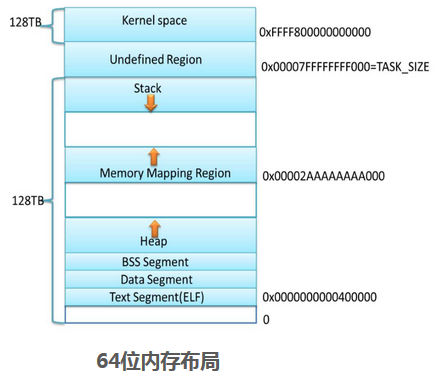 128TB
Kernel space
0xFFFF800000000000
Undefined Region
0x00007FFFFFFFF000=TASK_SIZE
Stack
Memory Mapping Region
0x00002AAAAAAAA000
128TB
Heap
BSS Segment
Data Segment
Text Segment(ELF)
0x0000000000400000
0
64位内存布局